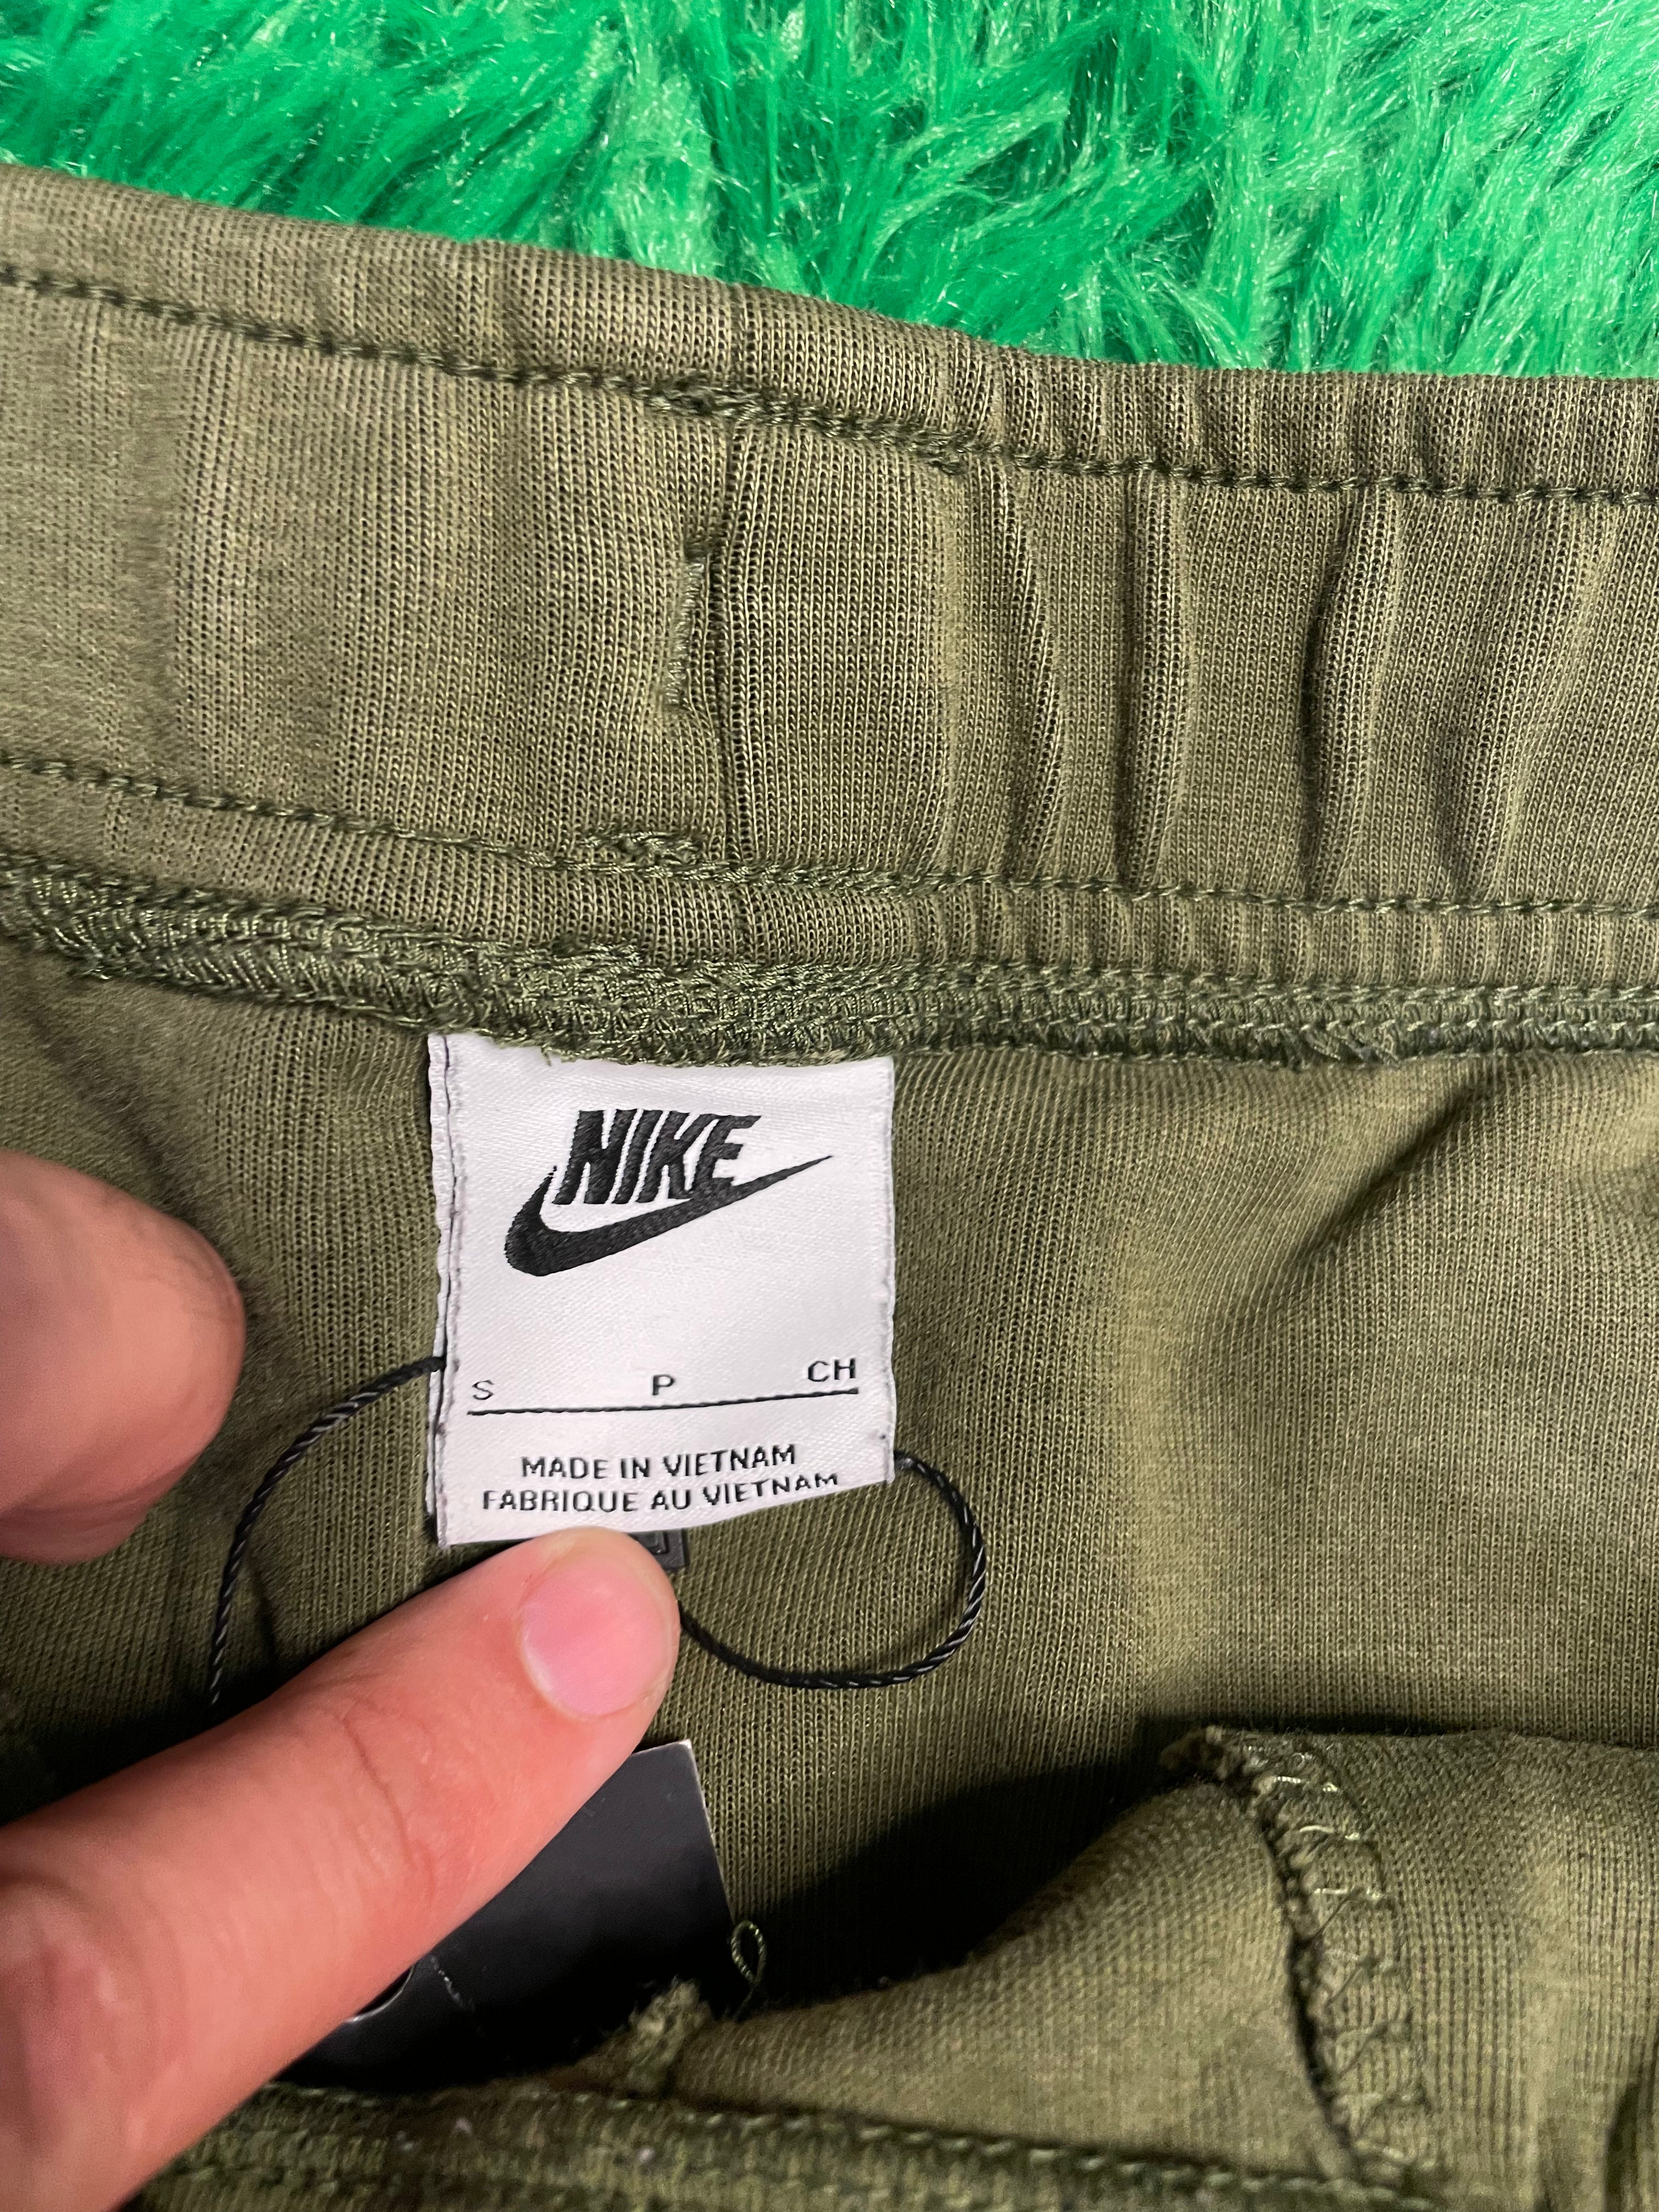 NIKE
S P CH
MADE IN VIETNAM
FABRIQUE AU VIETNAM